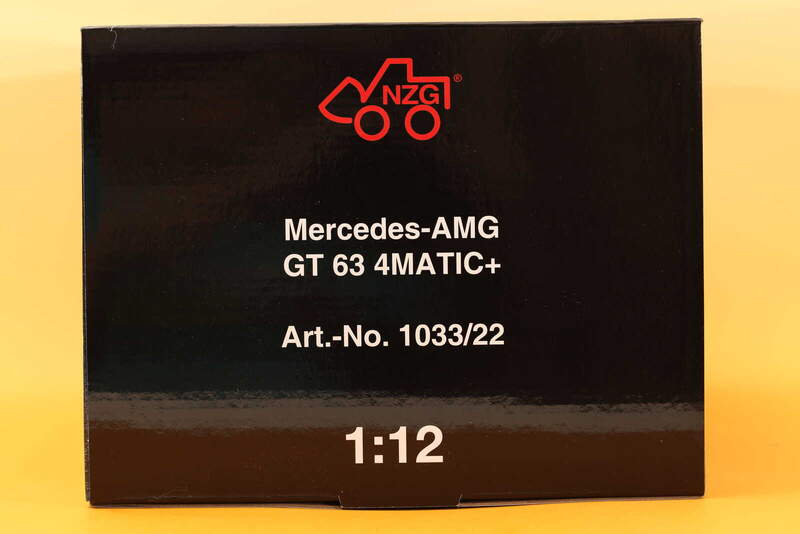 NZG®
Mercedes-AMG
GT 63 4MATIC+
Art.-No. 1033/22
1:12